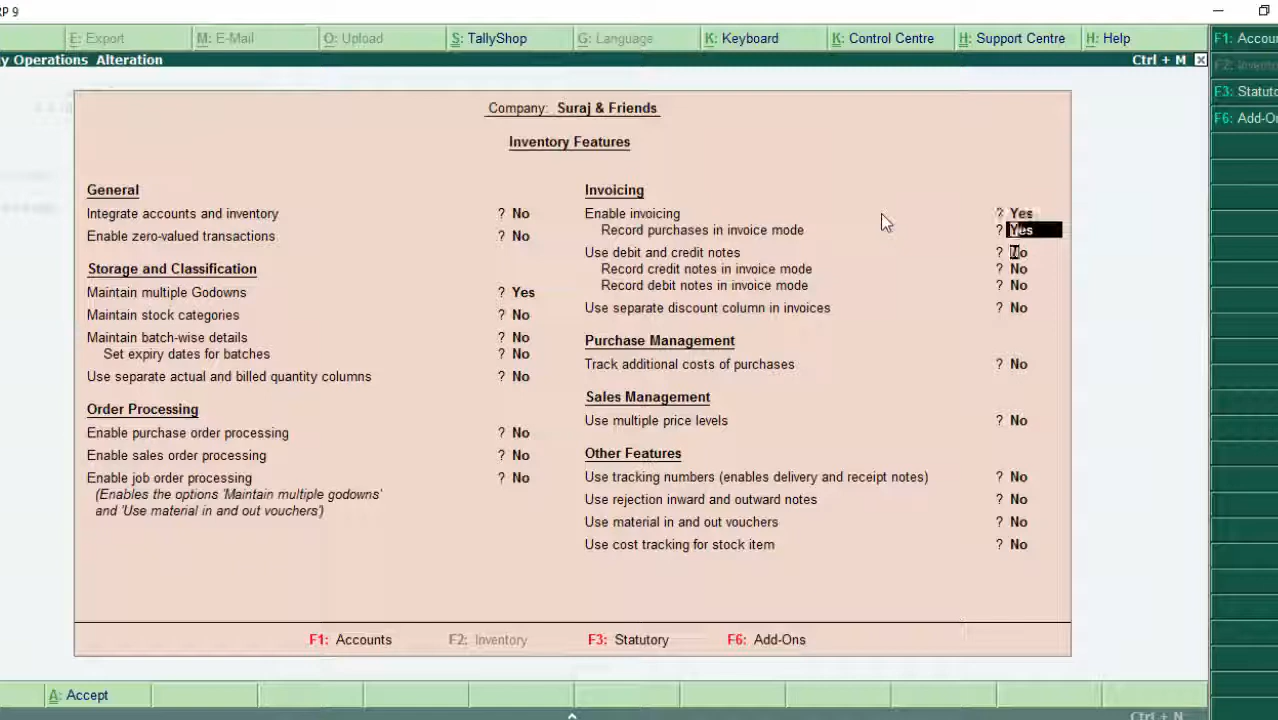 RP 9
E: Export M: E-Mail O: Upload S: TallyShop G: Language K: Keyboard K: Control Centre H: Support Centre H: Help F1: Accou
y Operations Alteration Ctrl + M
F2: Invento
F3: Statuto
F6: Add-On
Company: Suraj & Friends
Inventory Features
General
Integrate accounts and inventory ? No
Enable zero-valued transactions ? No
Storage and Classification
Maintain multiple Godowns ? Yes
Maintain stock categories ? No
Maintain batch-wise details ? No
Set expiry dates for batches ? No
Use separate actual and billed quantity columns ? No
Order Processing
Enable purchase order processing ? No
Enable sales order processing ? No
Enable job order processing ? No
(Enables the options 'Maintain multiple godowns'
and 'Use material in and out vouchers')
Invoicing
Enable invoicing ? Yes
Record purchases in invoice mode ? Yes
Use debit and credit notes ? No
Record credit notes in invoice mode ? No
Record debit notes in invoice mode ? No
Use separate discount column in invoices ? No
Purchase Management
Track additional costs of purchases ? No
Sales Management
Use multiple price levels ? No
Other Features
Use tracking numbers (enables delivery and receipt notes) ? No
Use rejection inward and outward notes ? No
Use material in and out vouchers ? No
Use cost tracking for stock item ? No
F1: Accounts F2: Inventory F3: Statutory F6: Add-Ons
A: Accept
Ctrl + N